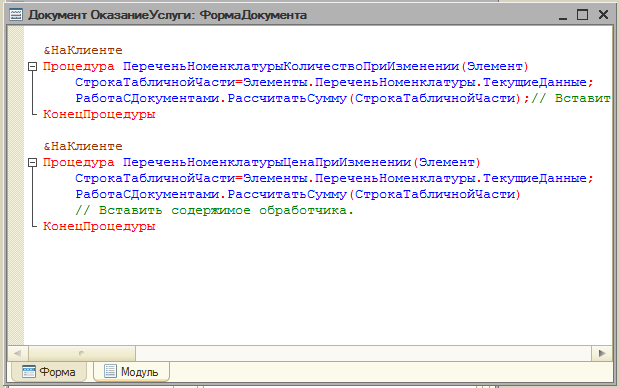 Документ ОказаниеУслуги: ФормаДокумента
&НаКлиенте
Процедура ПереченьНоменклатурыКоличествоПриИзменении(Элемент)
СтрокаТабличнойЧасти=Элементы.ПереченьНоменклатуры.ТекущиеДанные;
РаботаСДокументами.РассчитатьСумму(СтрокаТабличнойЧасти);// Вставит
КонецПроцедуры
&НаКлиенте
Процедура ПереченьНоменклатурыЦенаПриИзменении(Элемент)
СтрокаТабличнойЧасти=Элементы.ПереченьНоменклатуры.ТекущиеДанные;
РаботаСДокументами.РассчитатьСумму(СтрокаТабличнойЧасти)
// Вставить содержимое обработчика.
КонецПроцедуры
Форма Модуль